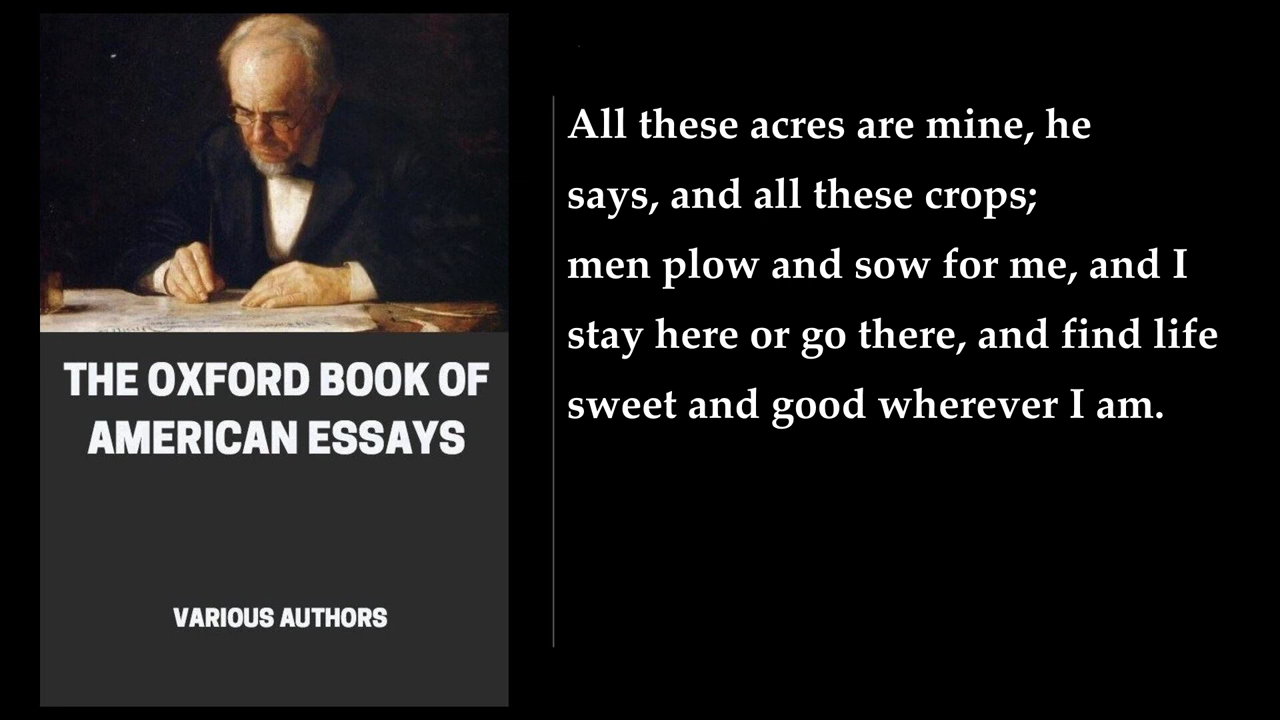 THE OXFORD BOOK OF
AMERICAN ESSAYS
VARIOUS AUTHORS
All these acres are mine, he
says, and all these crops;
men plow and sow for me, and I
stay here or go there, and find life
sweet and good wherever I am.